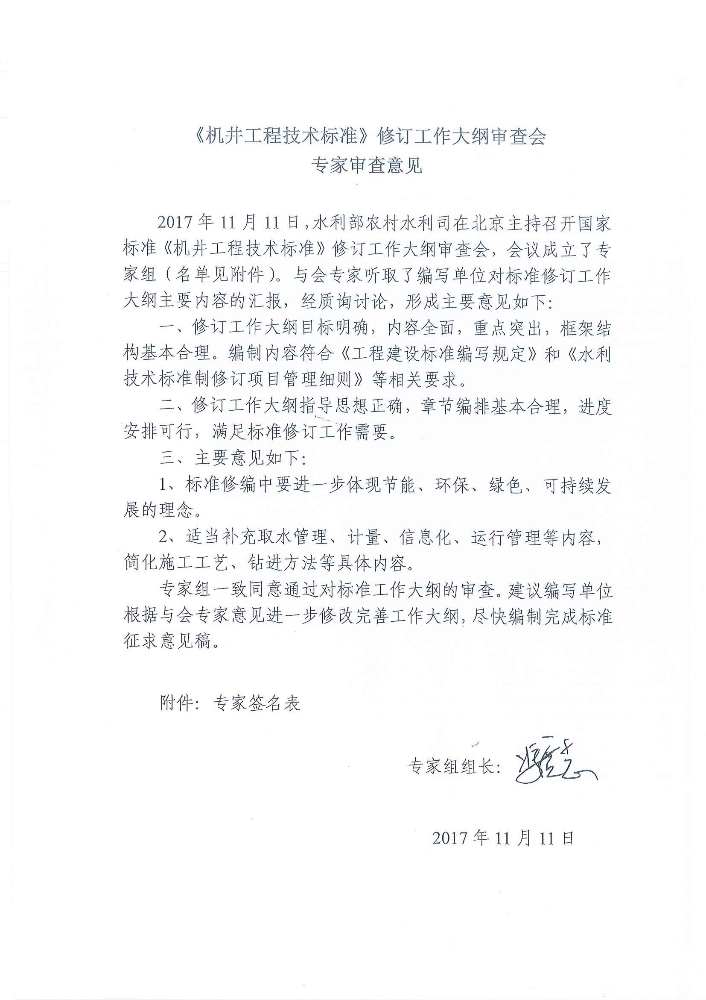 《机井工程技术标准》修订工作大纲审查会
专家审查意见
2017 年 11 月 11 日，水利部农村水利司在北京主持召开国家
标准《机井工程技术标准》修订工作大纲审查会，会议成立了专
家组（名单见附件）。与会专家听取了编写单位对标准修订工作
大纲主要内容的汇报，经质询讨论，形成主要意见如下：
一、修订工作大纲目标明确，内容全面，重点突出，框架结
构基本合理。编制内容符合《工程建设标准编写规定》和《水利
技术标准制修订项目管理细则》等相关要求。
二、修订工作大纲指导思想正确，章节编排基本合理，进度
安排可行，满足标准修订工作需要。
三、主要意见如下：
1、标准修编中要进一步体现节能、环保、绿色、可持续发
展的理念。
2、适当补充取水管理、计量、信息化、运行管理等内容，
简化施工工艺、钻进方法等具体内容。
专家组一致同意通过对标准工作大纲的审查。建议编写单位
根据与会专家意见进一步修改完善工作大纲，尽快编制完成标准
征求意见稿。
附件：专家签名表
专家组组长：
2017 年 11 月 11 日